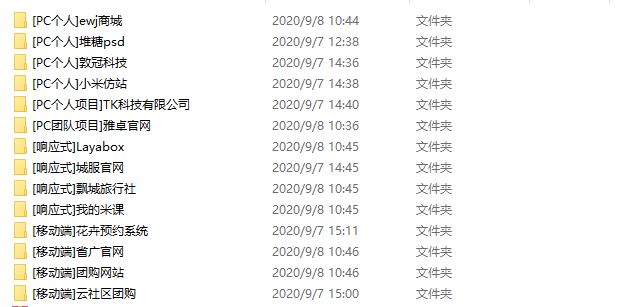 [PC个人]ewj商城 2020/9/8 10:44 文件夹
[PC个人]堆糖psd 2020/9/7 12:38 文件夹
[PC个人]敦冠科技 2020/9/7 14:36 文件夹
[PC个人]小米仿站 2020/9/7 14:38 文件夹
[PC个人项目]TK科技有限公司 2020/9/7 14:40 文件夹
[PC团队项目]雅卓官网 2020/9/8 10:36 文件夹
[响应式]Layabox 2020/9/8 10:45 文件夹
[响应式]城服官网 2020/9/7 14:45 文件夹
[响应式]飘城旅行社 2020/9/8 10:45 文件夹
[响应式]我的米课 2020/9/8 10:45 文件夹
[移动端]花卉预约系统 2020/9/7 15:11 文件夹
[移动端]省广官网 2020/9/8 10:46 文件夹
[移动端]团购网站 2020/9/8 10:46 文件夹
[移动端]云社区团购 2020/9/7 15:00 文件夹